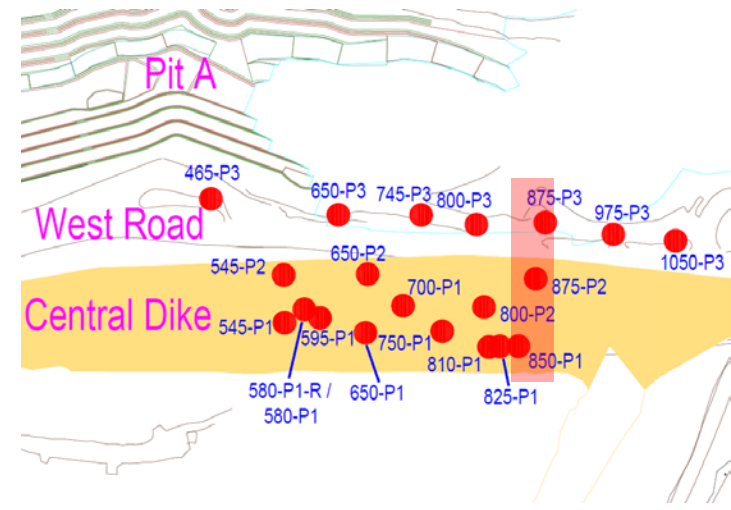 Pit A
465-P3
650-P3
745-P3
800-P3
875-P3
975-P3
1050-P3
West Road
545-P2
650-P2
875-P2
700-P1
800-P2
Central Dike
545-P1
595-P1
750-P1
810-P1
850-P1
580-P1-R /
580-P1
650-P1
825-P1